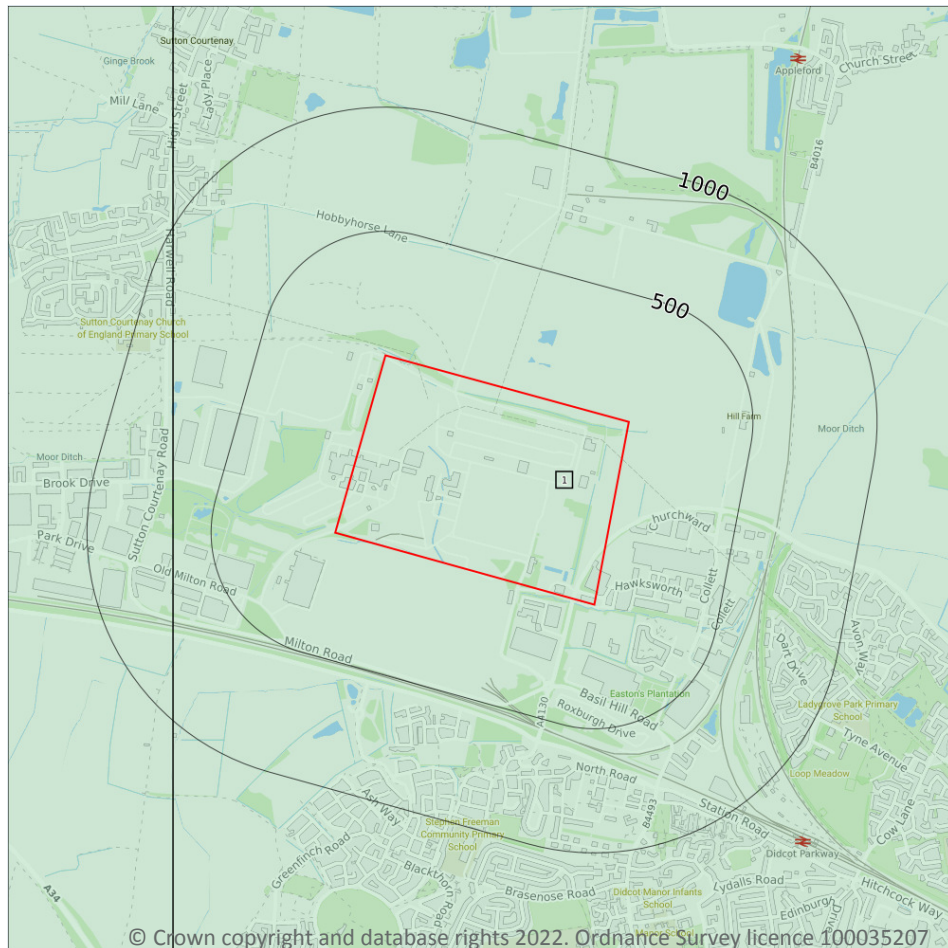 Sutton Courtenay
Ginge Brook
Mill Lane
High Street
Lady Place
Appleford
Church Street
B4016
1000
Hobbyhorse Lane
Harwell Road
500
Sutton Courtenay Church
of England Primary School
Hill Farm
Moor Ditch
Moor Ditch
Brook Drive
Sutton Courtenay Road
1
Park Drive
Churchward
Old Milton Road
Hawksworth
Collett
Collett
Milton Road
Dart Drive
Avon Way
Easton's Plantation
Basil Hill Road
Roxburgh Drive
A4130
Ladygrove Park Primary
School
Tyne Avenue
North Road
Loop Meadow
Ash Way
B4493
Station Road
Cow Lane
Stephen Freeman
Community Primary
School
Didcot Parkway
Greenfinch
Road
Blackthorn Road
Brasenose Road
Lydalls Road
Hitchcock Way
Didcot Manor Infants
School
Edinburgh
Drive
A34
Manor School
© Crown copyright and database rights 2022. Ordnance Survey licence 100035207